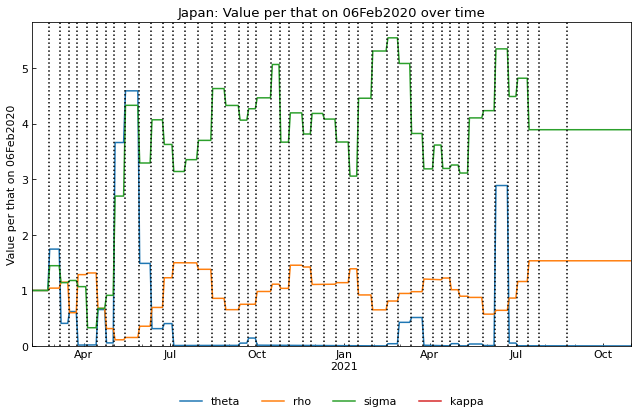 Japan: Value per that on 06Feb2020 over time
Value per that on 06Feb2020
5
4
3
2
1
0
Apr Jul Oct Jan Apr Jul Oct
2021
theta rho sigma kappa